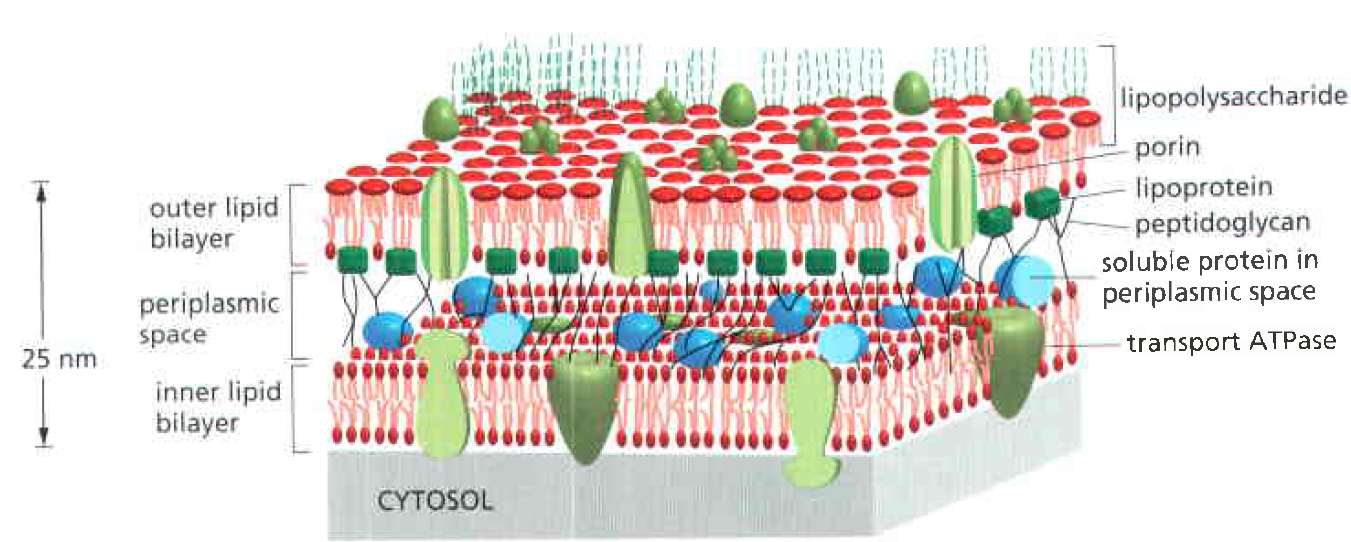 lipopolysaccharide
porin
lipoprotein
peptidoglycan
soluble protein in
periplasmic space
transport ATPase
outer lipid
bilayer
periplasmic
space
25 nm
inner lipid
bilayer
CYTOSOL